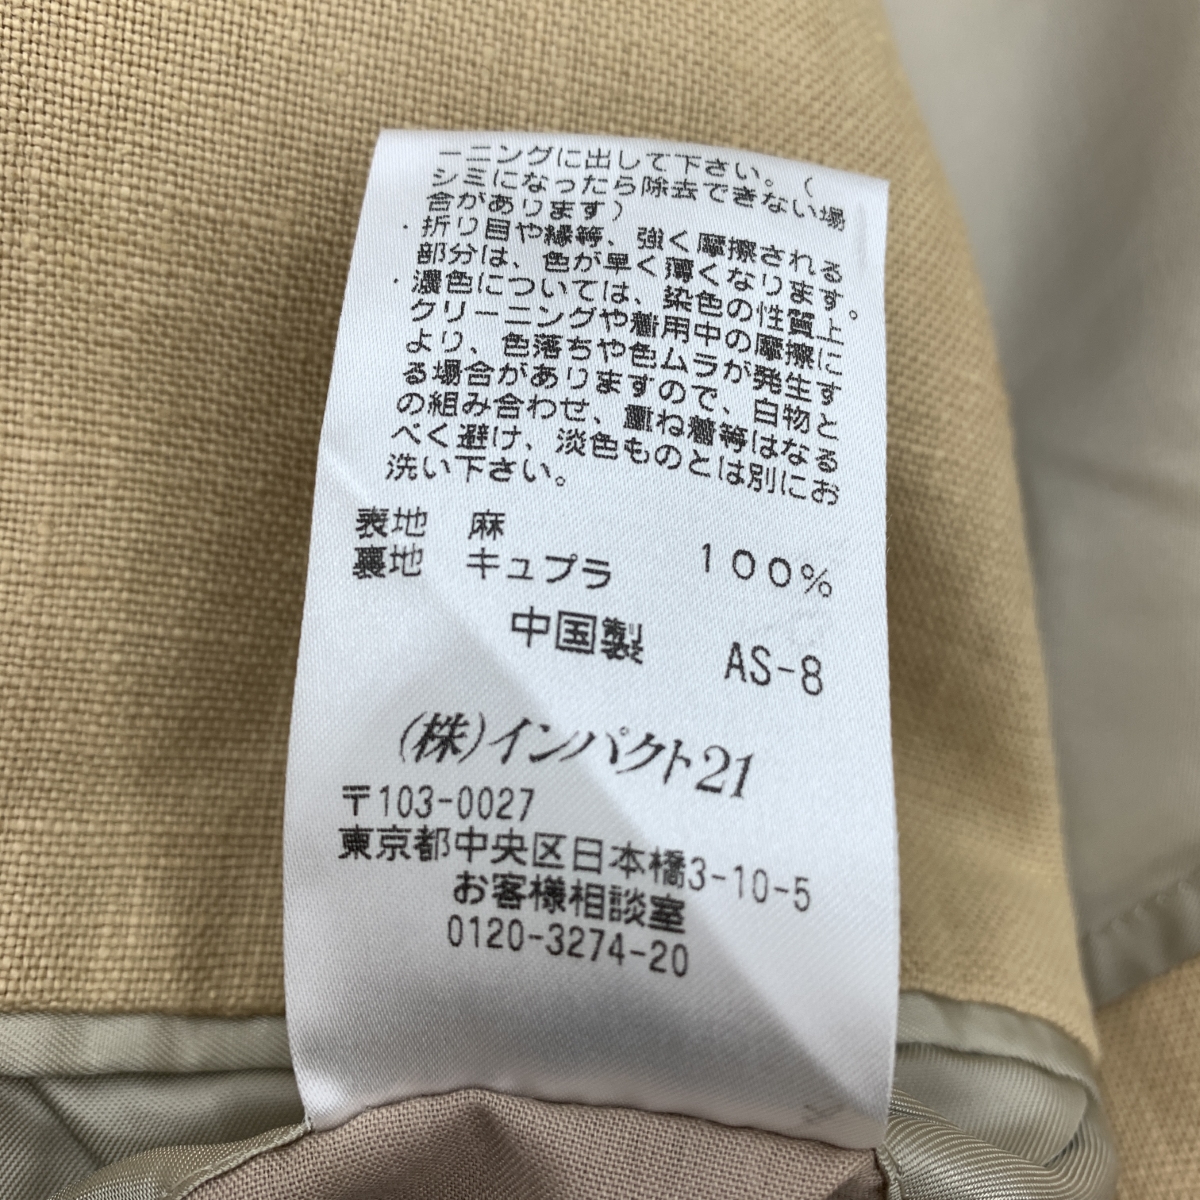 ーニングに出して下さい。(
シミになったら除去できない場
合があります)
・折り目や縁等、強く摩擦される
部分は、色が早く薄くなります。
・濃色については、染色の性質上
クリーニングや着用中の摩擦に
より、色落ちや色ムラが発生す
る場合がありますので、白物と
の組み合わせ、重ね着等はなる
べく避け、淡色ものとは別にお
洗い下さい。
表地 麻
裏地 キュプラ 100%
中国製 AS-8
(株)インパクト21
〒103-0027
東京都中央区日本橋3-10-5
お客様相談室
0120-3274-20